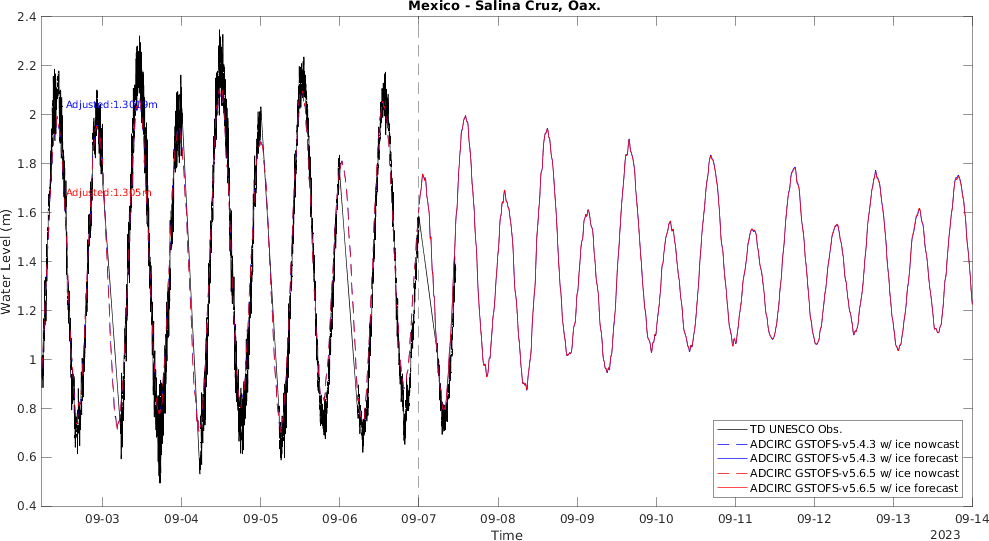 Mexico - Salina Cruz, Oax.
2.4
2.2
2
1.8
1.6
1.4
1.2
1
0.8
0.6
0.4
Water Level (m)
Adjusted:1.305m
TD UNESCO Obs.
ADCIRC GSTOFS-v5.4.3 w/ ice nowcast
ADCIRC GSTOFS-v5.4.3 w/ ice forecast
ADCIRC GSTOFS-v5.6.5 w/ ice nowcast
ADCIRC GSTOFS-v5.6.5 w/ ice forecast
09-03 09-04 09-05 09-06 09-07 09-08 09-09 09-10 09-11 09-12 09-13 09-14
Time
2023